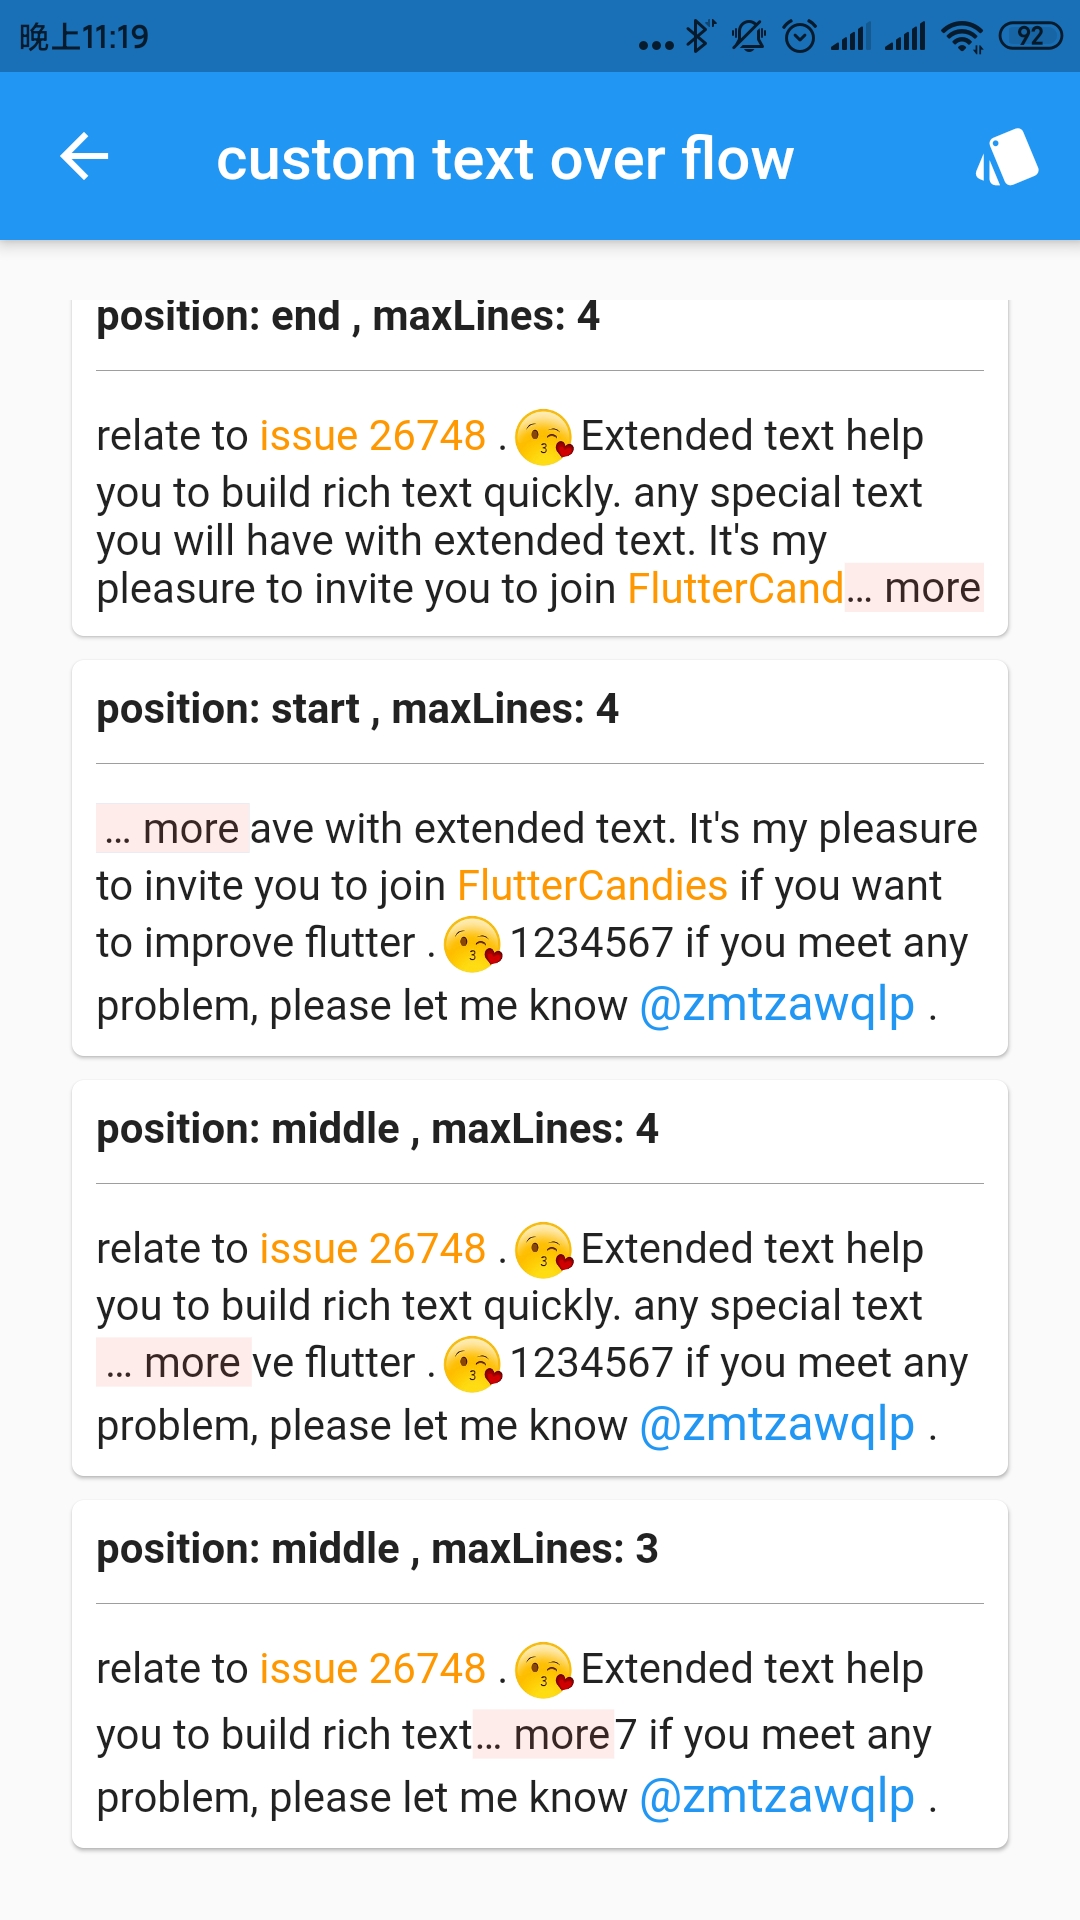 晚上11:19
92
custom text over flow
position: end , maxLines: 4
relate to issue 26748 . Extended text help
you to build rich text quickly. any special text
you will have with extended text. It's my
pleasure to invite you to join FlutterCand... more
position: start , maxLines: 4
... more ave with extended text. It's my pleasure
to invite you to join FlutterCandies if you want
to improve flutter . 1234567 if you meet any
problem, please let me know @zmtzawqlp .
position: middle , maxLines: 4
relate to issue 26748 . Extended text help
you to build rich text quickly. any special text
... more ve flutter . 1234567 if you meet any
problem, please let me know @zmtzawqlp .
position: middle , maxLines: 3
relate to issue 26748 . Extended text help
you to build rich text... more 7 if you meet any
problem, please let me know @zmtzawqlp .